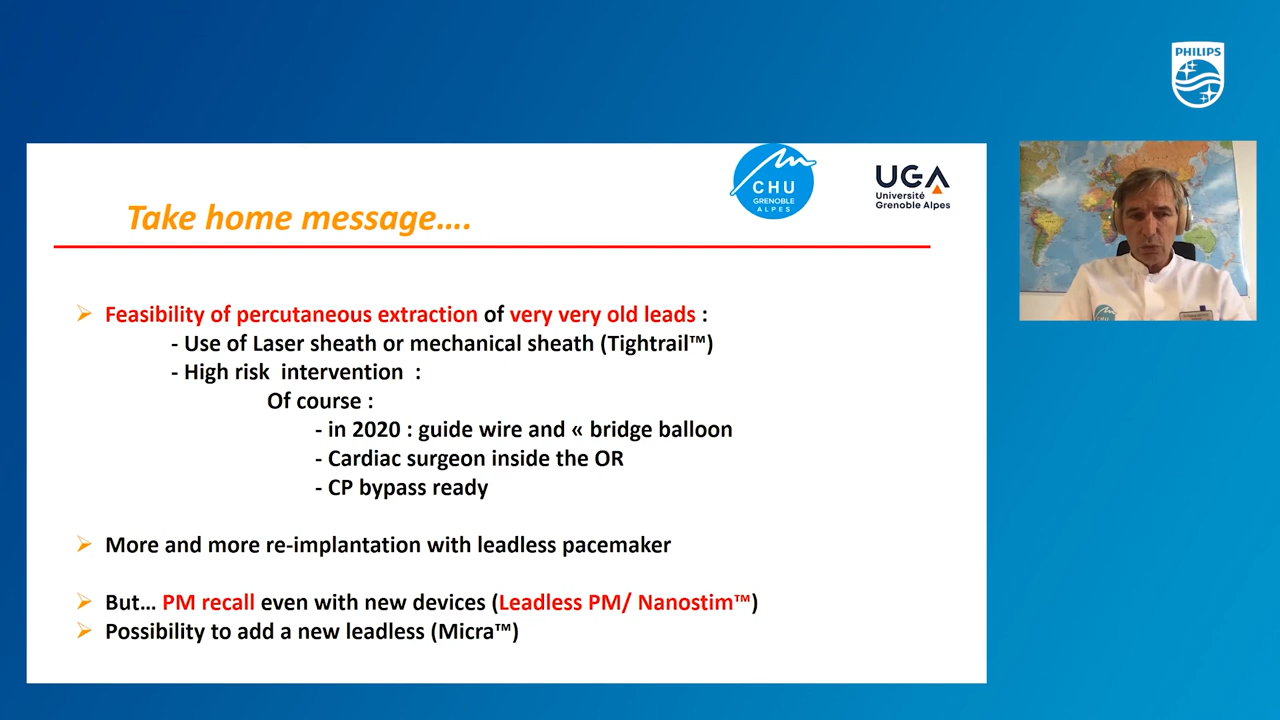 PHILIPS
CHU
GRENOBLE
ALPES
UGA
Université
Grenoble Alpes
Take home message....
Feasibility of percutaneous extraction of very very old leads :
- Use of Laser sheath or mechanical sheath (Tightrail™)
- High risk intervention :
Of course :
- in 2020 : guide wire and « bridge balloon
- Cardiac surgeon inside the OR
- CP bypass ready
More and more re-implantation with leadless pacemaker
But... PM recall even with new devices (Leadless PM/ Nanostim™)
Possibility to add a new leadless (Micra™)